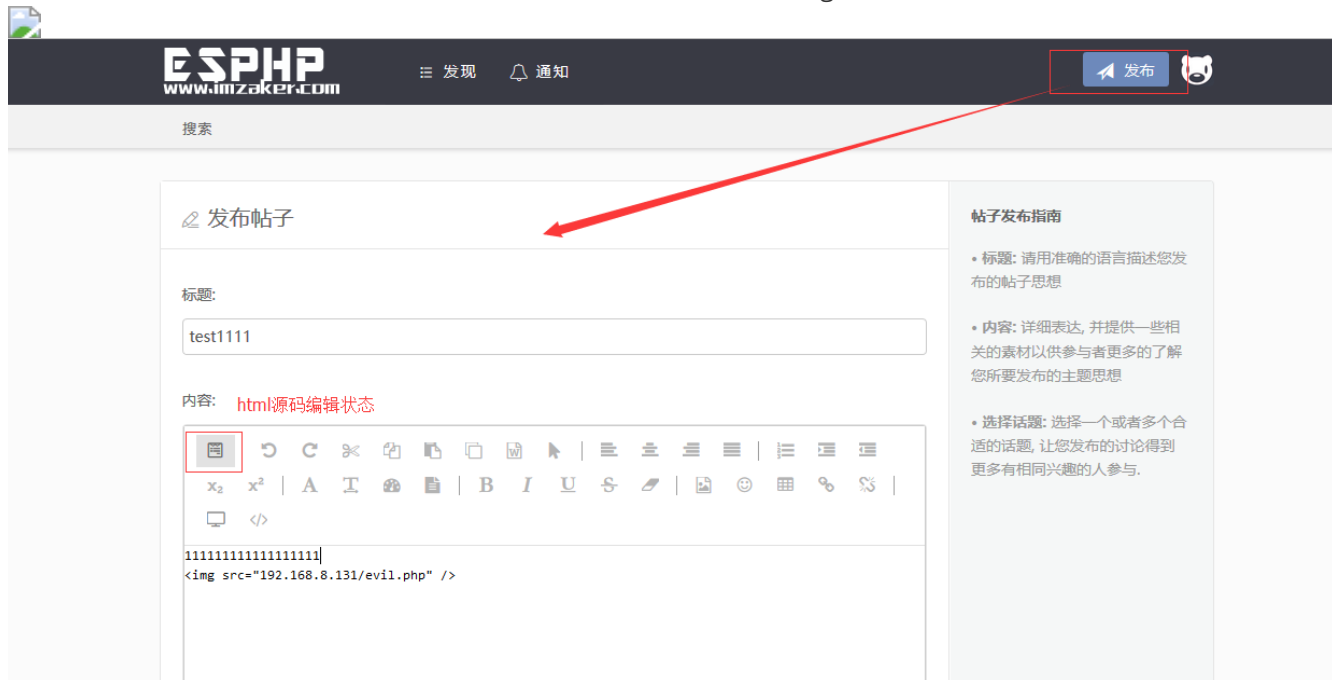 ESPHP
www.imzaker.com
发现
通知
发布
搜索
发布帖子
标题:
test1111
内容:
html源码编辑状态
x₂ x² A T B I U S
</>
111111111111111111
<img src="192.168.8.131/evil.php" />
帖子发布指南
• 标题: 请用准确的语言描述您发
布的帖子思想
• 内容: 详细表达, 并提供一些相
关的素材以供参与者更多的了解
您所要发布的主题思想
• 选择话题: 选择一个或者多个合
适的话题, 让您发布的讨论得到
更多有相同兴趣的人参与.